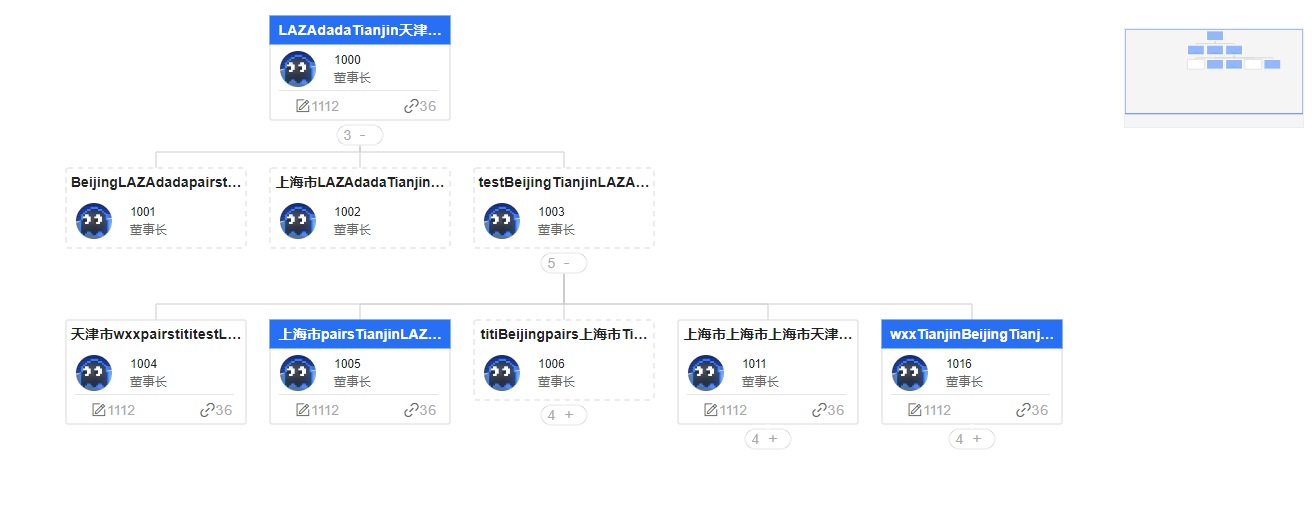 LAZAdadaTianjin天津...
1000
董事长
1112
36
3 -
BeijingLAZAdadapairst...
1001
董事长
上海市LAZAdadaTianjin...
1002
董事长
testBeijingTianjinLAZA...
1003
董事长
5 -
天津市wxxpairstititestL...
1004
董事长
1112
36
上海市pairsTianjinLAZ...
1005
董事长
1112
36
titiBeijingpairs上海市Ti...
1006
董事长
4 +
上海市上海市上海市天津...
1011
董事长
1112
36
4 +
wxxTianjinBeijingTianj...
1016
董事长
1112
36
4 +